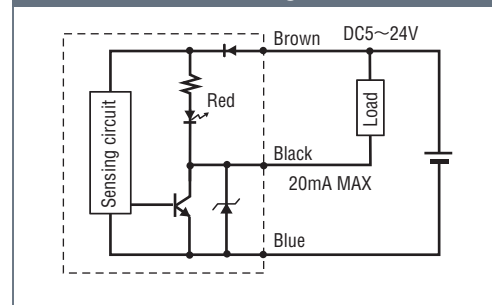 Brown
DC5～24V
Red
Sensing circuit
Load
Black
20mA MAX
Blue